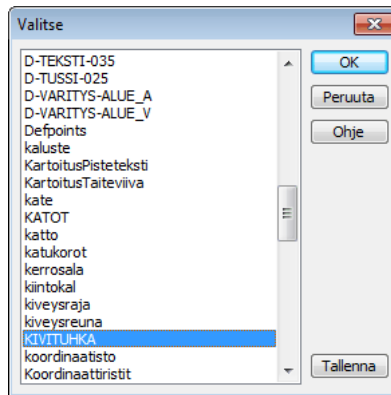 Valitse
D-TEKSTI-035
D-TUSSI-025
D-VARITYS-ALUE_A
D-VARITYS-ALUE_V
Defpoints
kaluste
KartoitusPisteteksti
KartoitusTaiteviiva
kate
KATOT
katto
katukorot
kerrosala
kiintokal
kiveysraja
kiveysreuna
KIVITUHKA
koordinaatisto
Koordinaattiristit
OK
Peruuta
Ohje
Tallenna